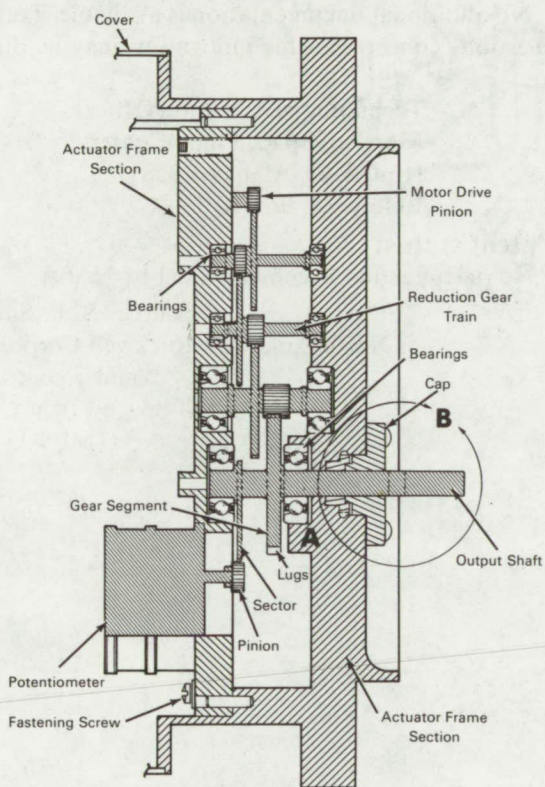 Cover
Actuator Frame
Section
Motor Drive
Pinion
Bearings
Reduction Gear
Train
Bearings
Cap
B
Gear Segment
A
Output Shaft
Lugs
Sector
Pinion
Potentiometer
Fastening Screw
Actuator Frame
Section